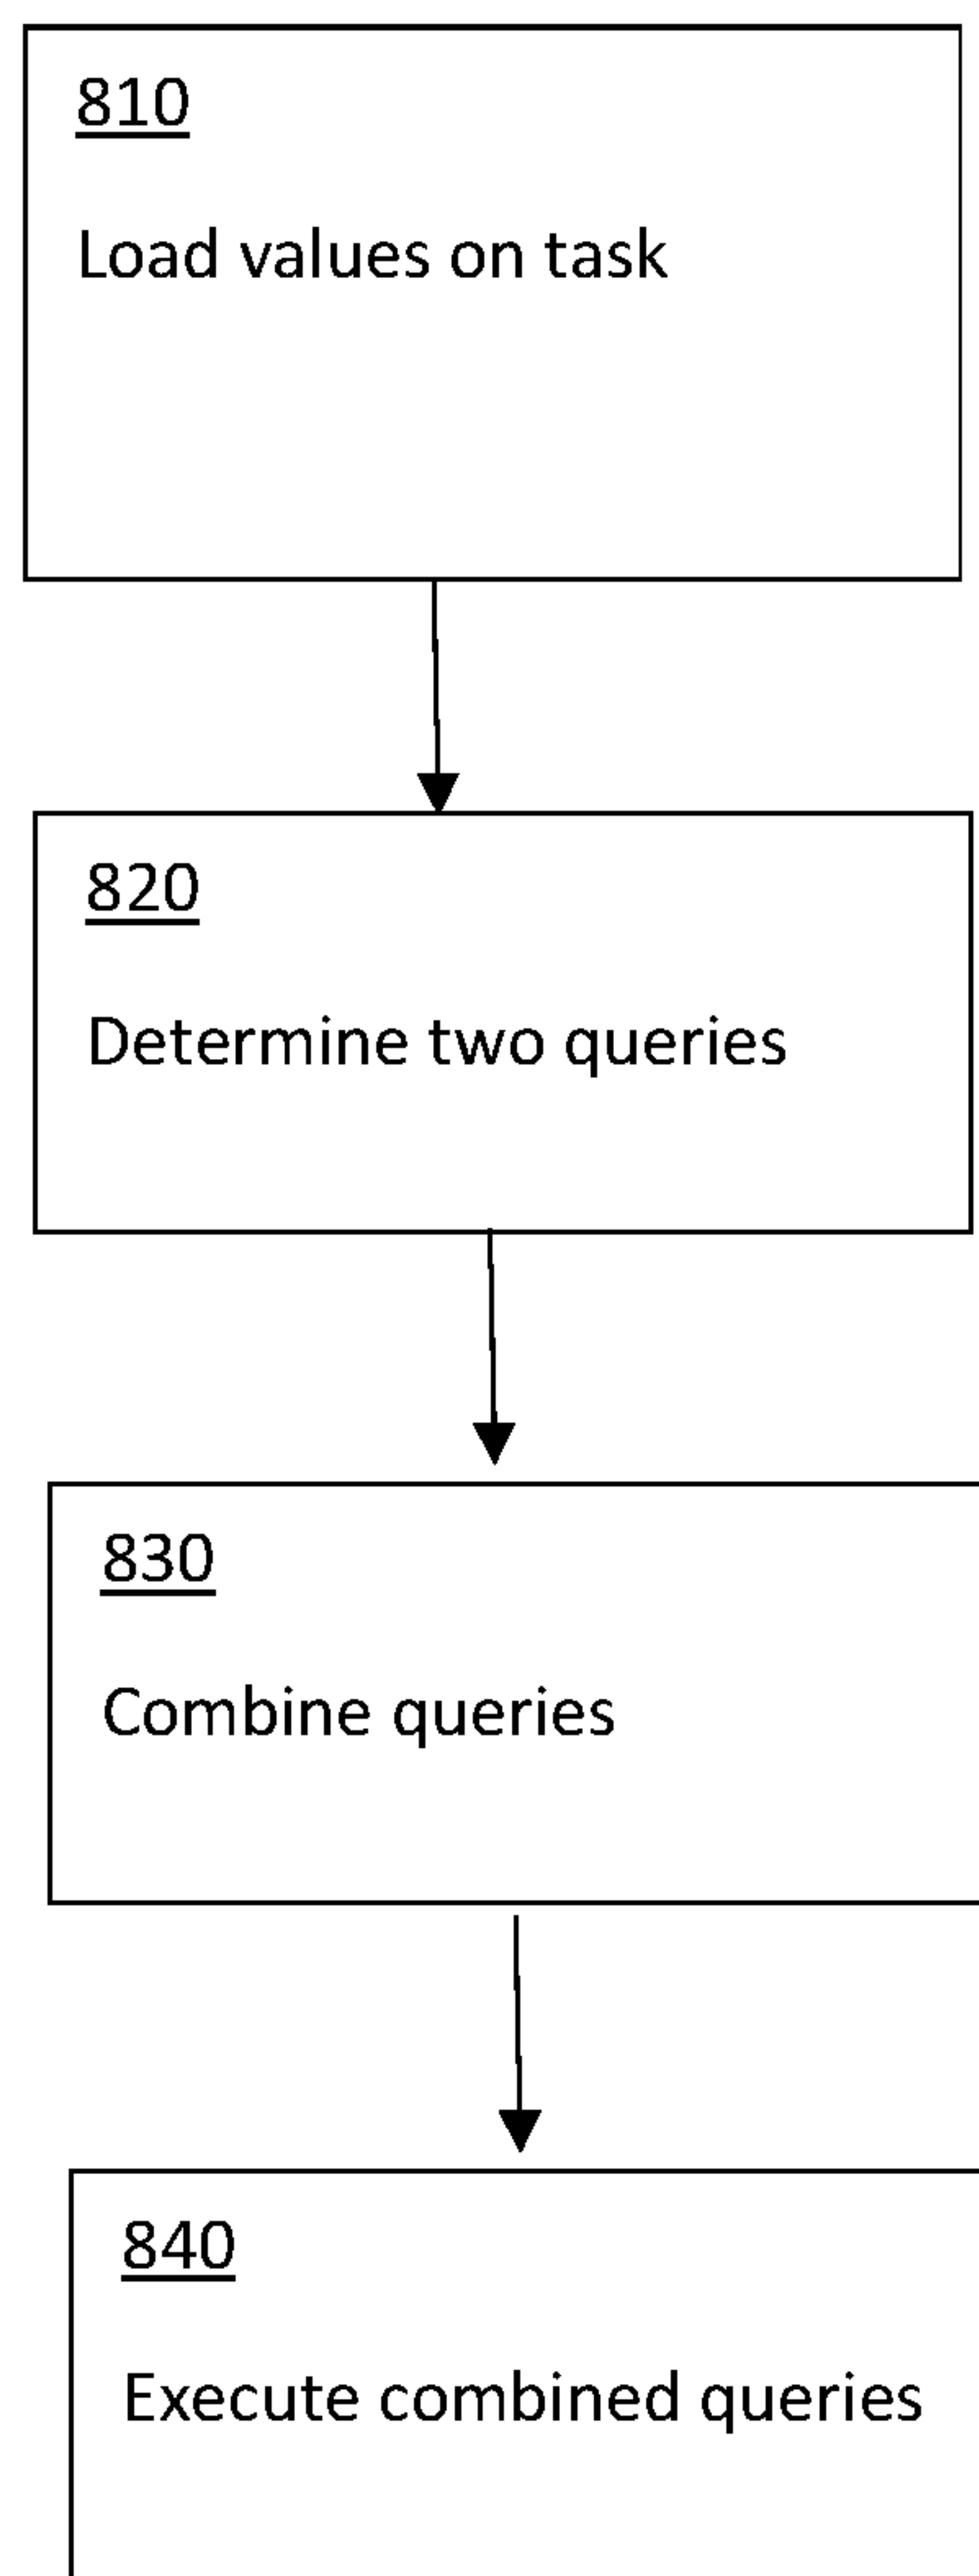 810
Load values on task
820
Determine two queries
830
Combine queries
840
Execute combined queries